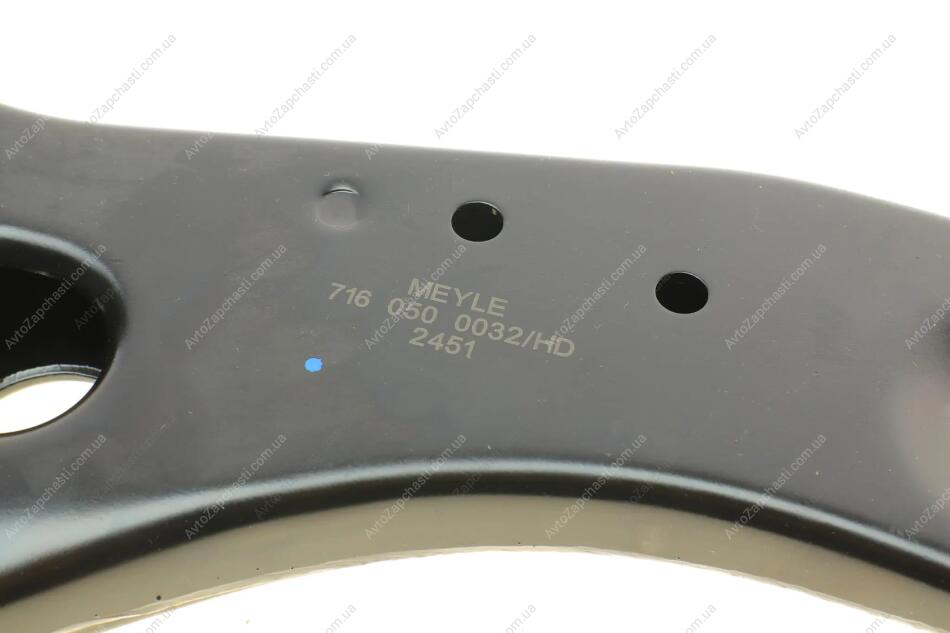 MEYLE
716 050 0032/HD
2451
AvtoZapchasti.com.ua